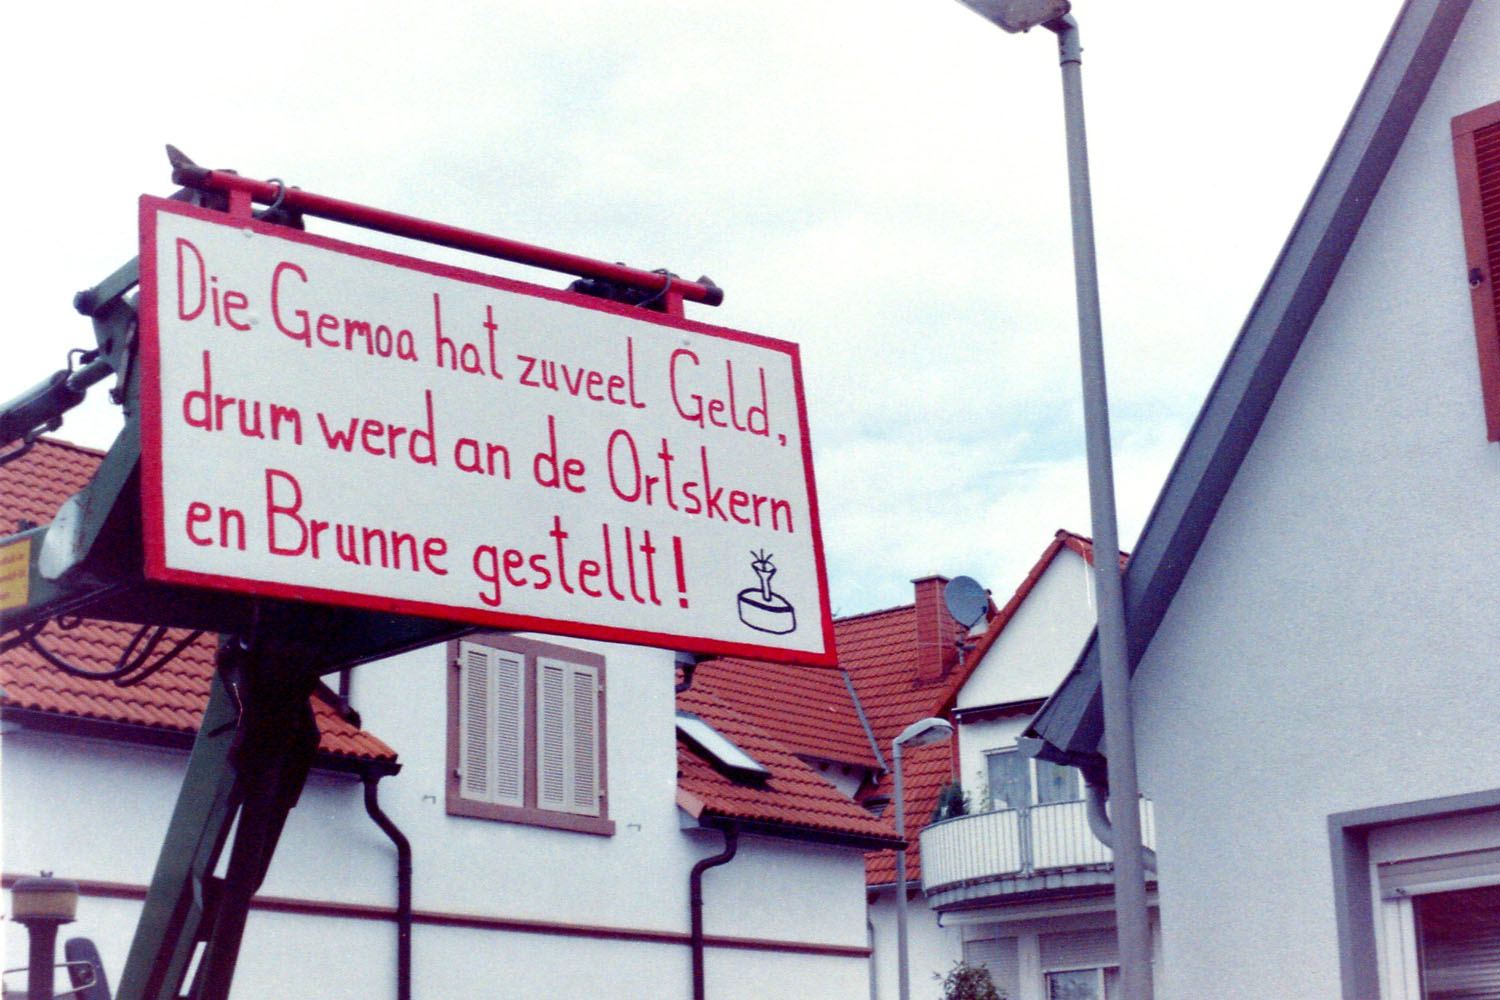 Die Gemoa hat zuveel Geld,
drum werd an de Ortskern
en Brunne gestellt!